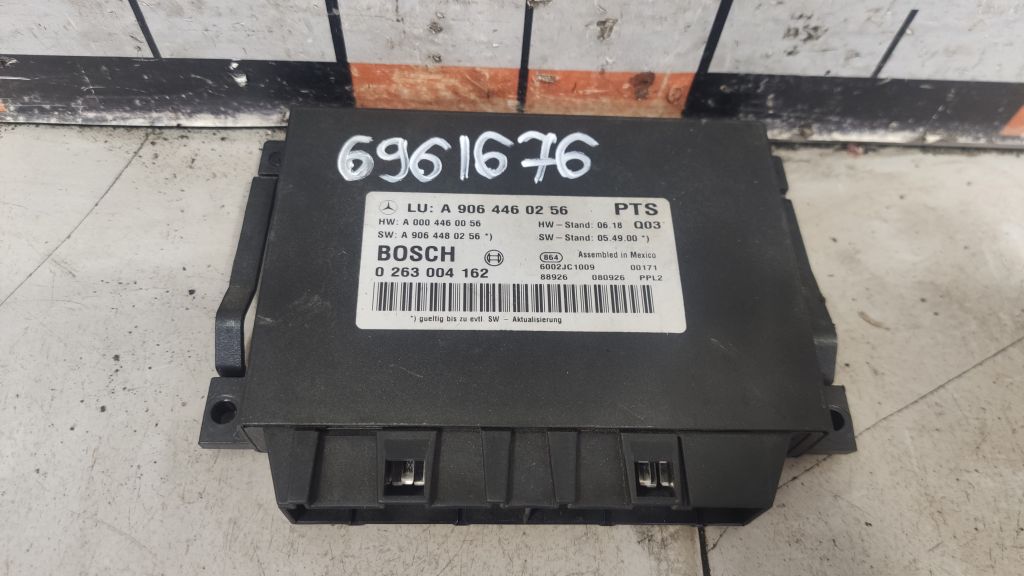 6961676
LU: A 906 446 02 56 PTS
HW: A 000 446 00 56 HW-Stand: 06.18 Q03
SW: A 906 448 02 56 *) SW-Stand: 05.49.00 *)
BOSCH 864 Assembled in Mexico
0 263 004 162 6002JC1009 00171
88926 080926 PPL2
*) gueltig bis zu evtl. SW - Aktualisierung